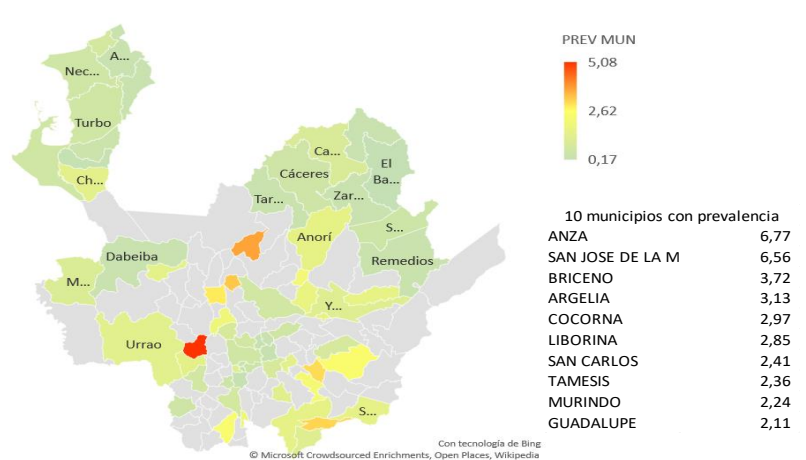 PREV MUN
5,08
2,62
0,17
A...
Nec...
Turbo
Ch...
Ca...
El
Ba...
Cáceres
Tar...
Zar...
S...
Anorí
Remedios
Dabeiba
M...
Y...
Urrao
S...
10 municipios con prevalencia
ANZA 6,77
SAN JOSE DE LA M 6,56
BRICENO 3,72
ARGELIA 3,13
COCORNA 2,97
LIBORINA 2,85
SAN CARLOS 2,41
TAMESIS 2,36
MURINDO 2,24
GUADALUPE 2,11
Con tecnología de Bing
© Microsoft Crowdsourced Enrichments, Open Places, Wikipedia